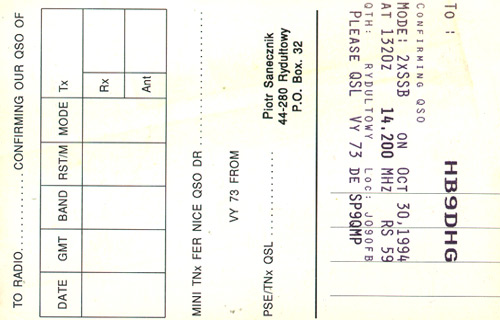 TO RADIO............. CONFIRMING OUR QSO OF
DATE GMT BAND RST/M MODE Tx
Rx
Ant
MINI TNx FER NICE QSO DR ........................
VY 73 FROM
PSE/TNx QSL ................
Piotr Sanecznik
44-280 Rydułtowy
P.O. Box. 32
TO : HB9DHG
CONFIRMING QSO
MODE: 2XSSB ON OCT 30,1994
AT 1320Z 14,200 MHZ RS 59
QTH: RYDULTOWY LOC: JO90FB
PLEASE QSL VY 73 DE SP9QMP